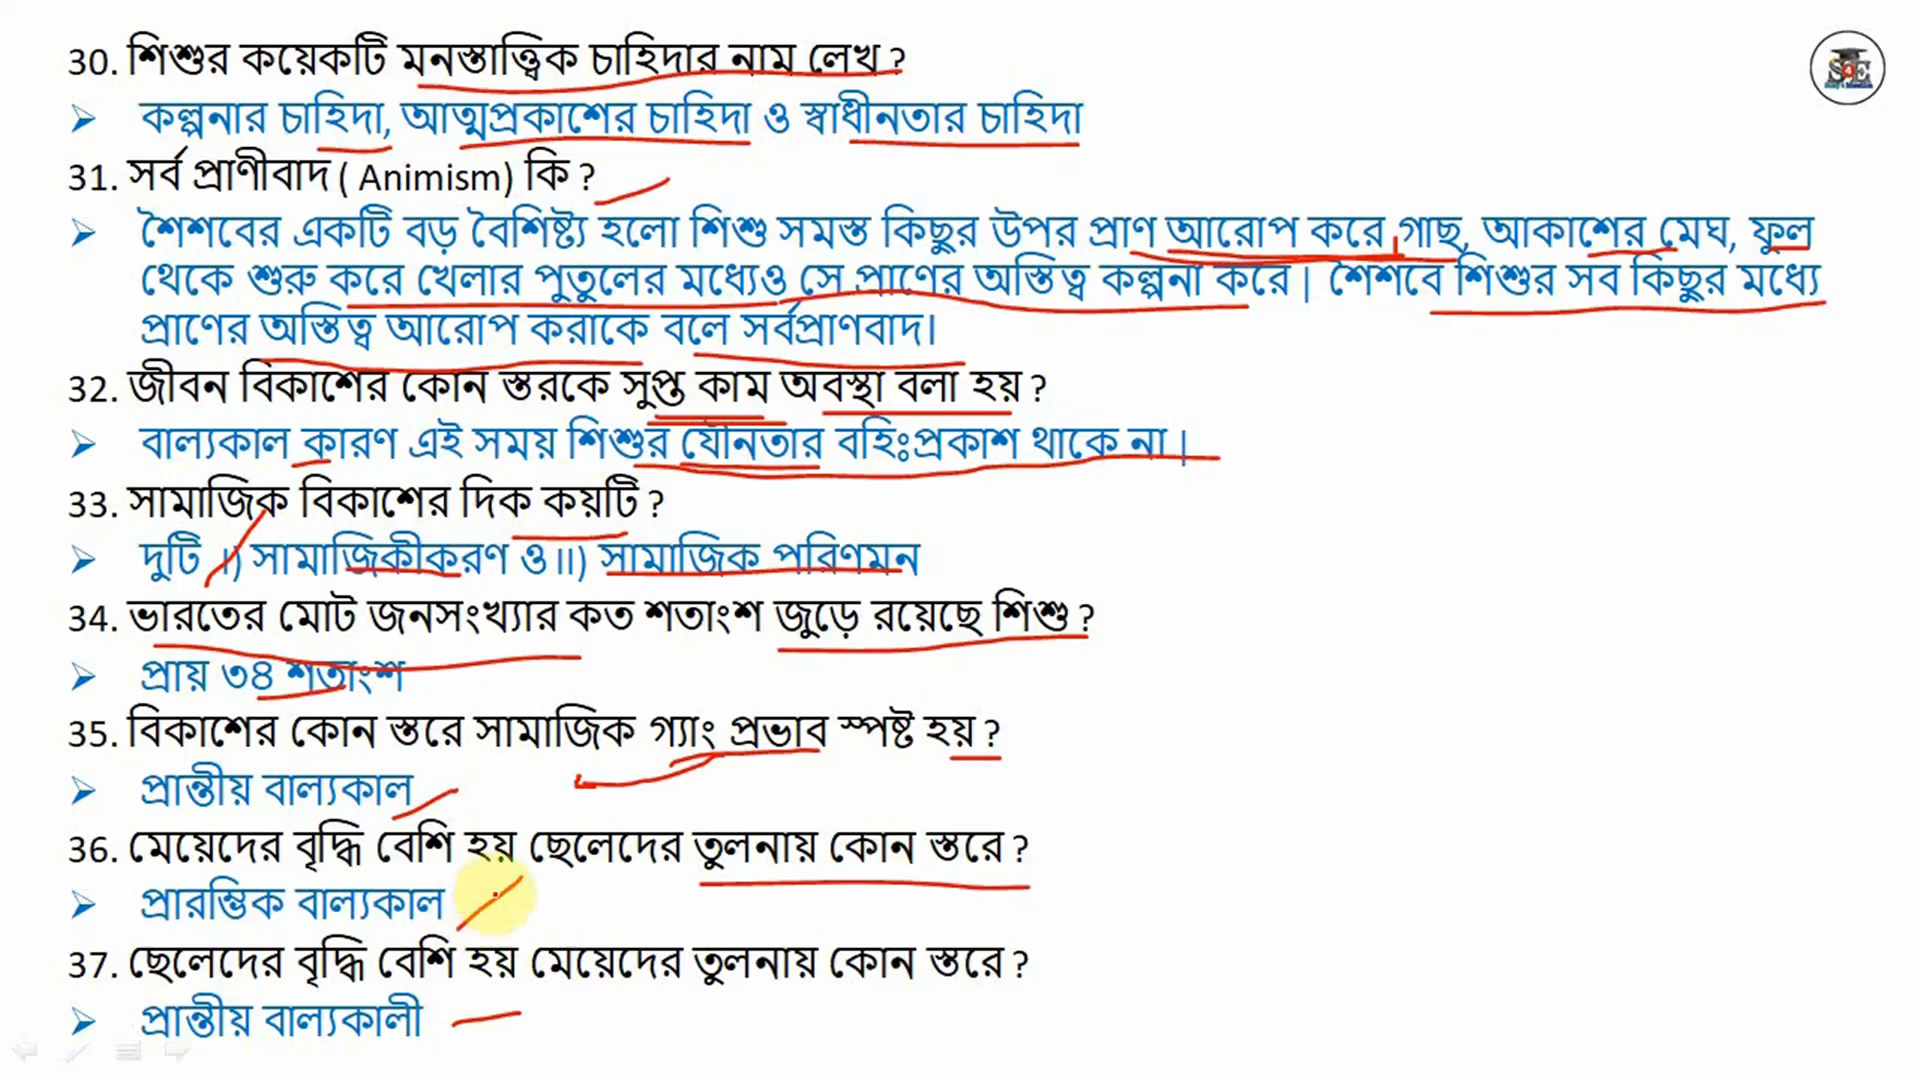 30. শিশুর কয়েকটি মনস্তাত্ত্বিক চাহিদার নাম লেখ ?
➢ কল্পনার চাহিদা, আত্মপ্রকাশের চাহিদা ও স্বাধীনতার চাহিদা
31. সর্ব প্রাণীবাদ ( Animism) কি ?
➢ শৈশবের একটি বড় বৈশিষ্ট্য হলো শিশু সমস্ত কিছুর উপর প্রাণ আরোপ করে গাছ, আকাশের মেঘ, ফুল
থেকে শুরু করে খেলার পুতুলের মধ্যেও সে প্রাণের অস্তিত্ব কল্পনা করে | শৈশবে শিশুর সব কিছুর মধ্যে
প্রাণের অস্তিত্ব আরোপ করাকে বলে সর্বপ্রাণবাদ।
32. জীবন বিকাশের কোন স্তরকে সুপ্ত কাম অবস্থা বলা হয় ?
➢ বাল্যকাল কারণ এই সময় শিশুর যৌনতার বহিঃপ্রকাশ থাকে না |
33. সামাজিক বিকাশের দিক কয়টি ?
➢ দুটি ।) সামাজিকীকরণ ও ॥) সামাজিক পরিণমন
34. ভারতের মোট জনসংখ্যার কত শতাংশ জুড়ে রয়েছে শিশু ?
➢ প্রায় ৩৪ শতাংশ
35. বিকাশের কোন স্তরে সামাজিক গ্যাং প্রভাব স্পষ্ট হয় ?
➢ প্রান্তীয় বাল্যকাল
36. মেয়েদের বৃদ্ধি বেশি হয় ছেলেদের তুলনায় কোন স্তরে ?
➢ প্রারম্ভিক বাল্যকাল
37. ছেলেদের বৃদ্ধি বেশি হয় মেয়েদের তুলনায় কোন স্তরে ?
➢ প্রান্তীয় বাল্যকালী